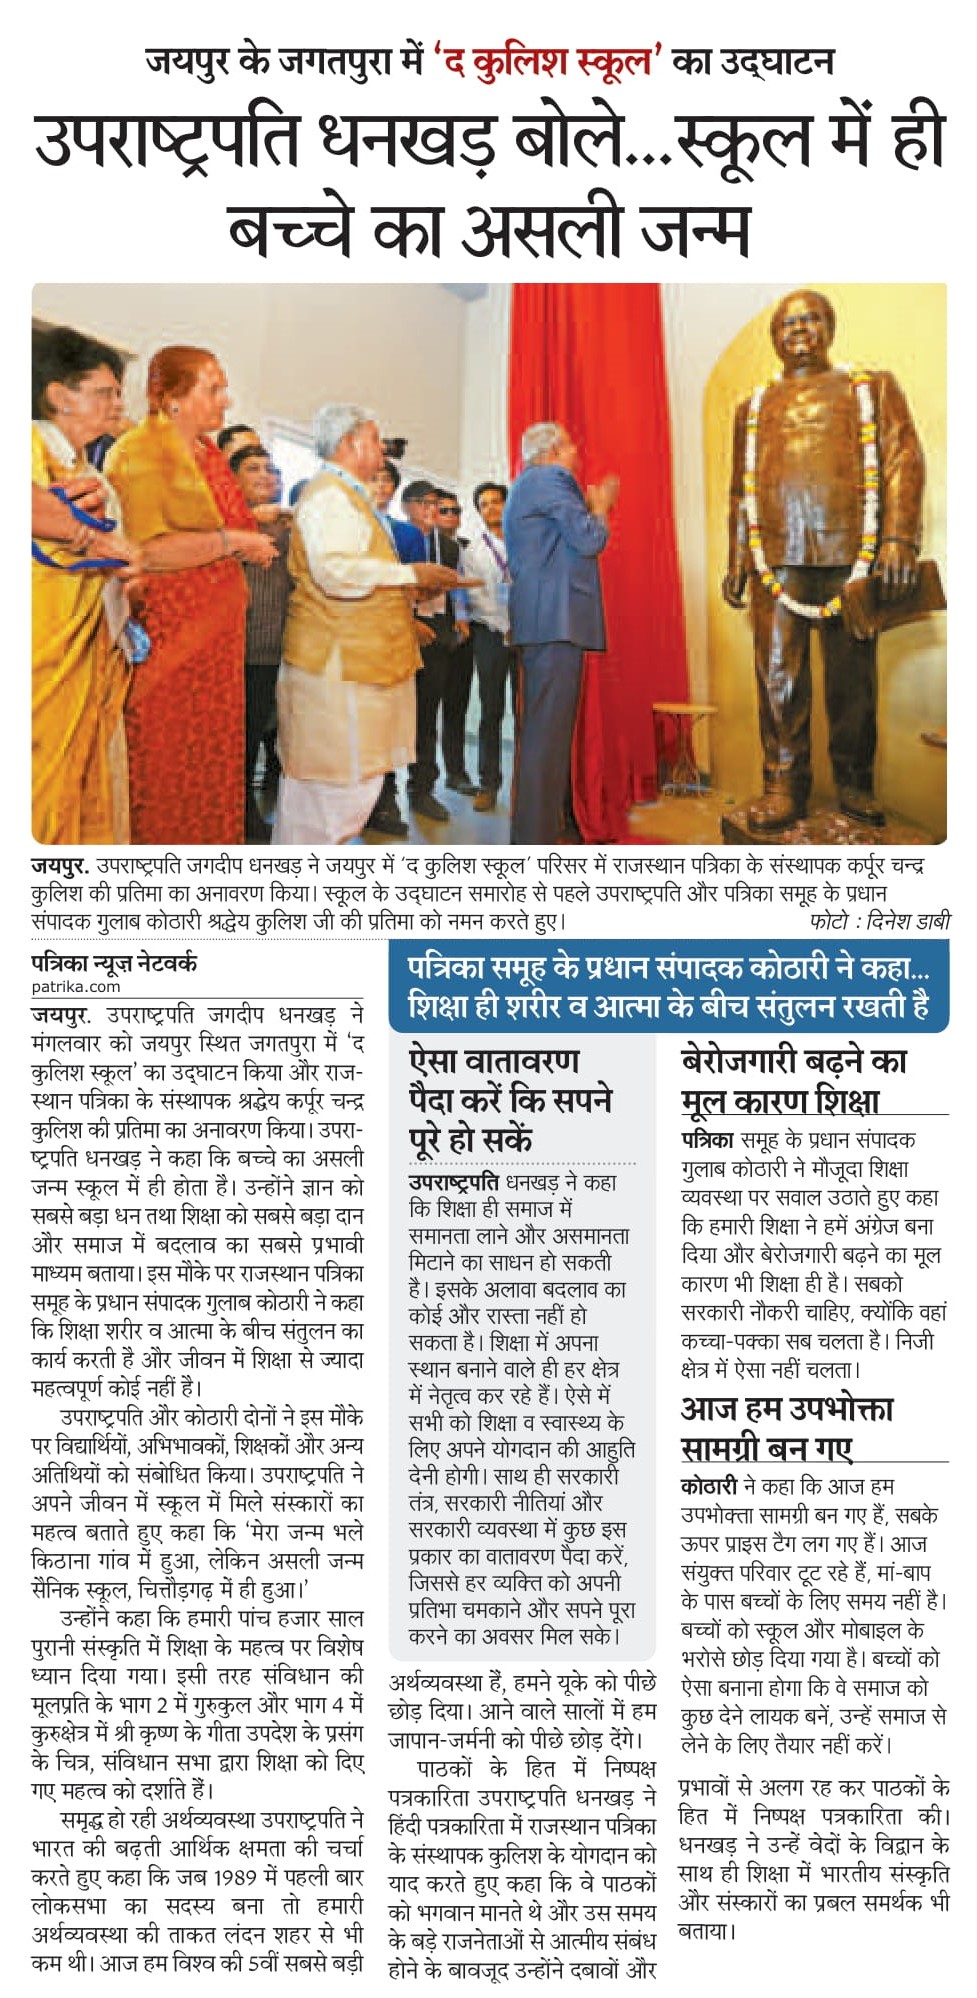 जयपुर के जगतपुरा में ‘द कुलिश स्कूल’ का उद्घाटन
उपराष्ट्रपति धनखड़ बोले...स्कूल में ही
बच्चे का असली जन्म
जयपुर. उपराष्ट्रपति जगदीप धनखड़ ने जयपुर में ‘द कुलिश स्कूल’ परिसर में राजस्थान पत्रिका के संस्थापक कर्पूर चन्द्र
कुलिश की प्रतिमा का अनावरण किया। स्कूल के उद्घाटन समारोह से पहले उपराष्ट्रपति और पत्रिका समूह के प्रधान
संपादक गुलाब कोठारी श्रद्धेय कुलिश जी की प्रतिमा को नमन करते हुए। फोटो : दिनेश डाबी
पत्रिका न्यूज़ नेटवर्क
patrika.com
जयपुर. उपराष्ट्रपति जगदीप धनखड़ ने
मंगलवार को जयपुर स्थित जगतपुरा में ‘द
कुलिश स्कूल’ का उद्घाटन किया और राज-
स्थान पत्रिका के संस्थापक श्रद्धेय कर्पूर चन्द्र
कुलिश की प्रतिमा का अनावरण किया। उपरा-
ष्ट्रपति धनखड़ ने कहा कि बच्चे का असली
जन्म स्कूल में ही होता है। उन्होंने ज्ञान को
सबसे बड़ा धन तथा शिक्षा को सबसे बड़ा दान
और समाज में बदलाव का सबसे प्रभावी
माध्यम बताया। इस मौके पर राजस्थान पत्रिका
समूह के प्रधान संपादक गुलाब कोठारी ने कहा
कि शिक्षा शरीर व आत्मा के बीच संतुलन का
कार्य करती है और जीवन में शिक्षा से ज्यादा
महत्वपूर्ण कोई नहीं है।
उपराष्ट्रपति और कोठारी दोनों ने इस मौके
पर विद्यार्थियों, अभिभावकों, शिक्षकों और अन्य
अतिथियों को संबोधित किया। उपराष्ट्रपति ने
अपने जीवन में स्कूल में मिले संस्कारों का
महत्व बताते हुए कहा कि ‘मेरा जन्म भले
किठाना गांव में हुआ, लेकिन असली जन्म
सैनिक स्कूल, चित्तौड़गढ़ में ही हुआ।’
उन्होंने कहा कि हमारी पांच हजार साल
पुरानी संस्कृति में शिक्षा के महत्व पर विशेष
ध्यान दिया गया। इसी तरह संविधान की
मूलप्रति के भाग 2 में गुरुकुल और भाग 4 में
कुरुक्षेत्र में श्री कृष्ण के गीता उपदेश के प्रसंग
के चित्र, संविधान सभा द्वारा शिक्षा को दिए
गए महत्व को दर्शाते हैं।
समृद्ध हो रही अर्थव्यवस्था उपराष्ट्रपति ने
भारत की बढ़ती आर्थिक क्षमता की चर्चा
करते हुए कहा कि जब 1989 में पहली बार
लोकसभा का सदस्य बना तो हमारी
अर्थव्यवस्था की ताकत लंदन शहर से भी
कम थी। आज हम विश्व की 5वीं सबसे बड़ी
पत्रिका समूह के प्रधान संपादक कोठारी ने कहा...
शिक्षा ही शरीर व आत्मा के बीच संतुलन रखती है
ऐसा वातावरण
पैदा करें कि सपने
पूरे हो सकें
उपराष्ट्रपति धनखड़ ने कहा
कि शिक्षा ही समाज में
समानता लाने और असमानता
मिटाने का साधन हो सकती
है। इसके अलावा बदलाव का
कोई और रास्ता नहीं हो
सकता है। शिक्षा में अपना
स्थान बनाने वाले ही हर क्षेत्र
में नेतृत्व कर रहे हैं। ऐसे में
सभी को शिक्षा व स्वास्थ्य के
लिए अपने योगदान की आहुति
देनी होगी। साथ ही सरकारी
तंत्र, सरकारी नीतियां और
सरकारी व्यवस्था में कुछ इस
प्रकार का वातावरण पैदा करें,
जिससे हर व्यक्ति को अपनी
प्रतिभा चमकाने और सपने पूरा
करने का अवसर मिल सके।
अर्थव्यवस्था हैं, हमने यूके को पीछे
छोड़ दिया। आने वाले सालों में हम
जापान-जर्मनी को पीछे छोड़ देंगे।
पाठकों के हित में निष्पक्ष
पत्रकारिता उपराष्ट्रपति धनखड़ ने
हिंदी पत्रकारिता में राजस्थान पत्रिका
के संस्थापक कुलिश के योगदान को
याद करते हुए कहा कि वे पाठकों
को भगवान मानते थे और उस समय
के बड़े राजनेताओं से आत्मीय संबंध
होने के बावजूद उन्होंने दबावों और
बेरोजगारी बढ़ने का
मूल कारण शिक्षा
पत्रिका समूह के प्रधान संपादक
गुलाब कोठारी ने मौजूदा शिक्षा
व्यवस्था पर सवाल उठाते हुए कहा
कि हमारी शिक्षा ने हमें अंग्रेज बना
दिया और बेरोजगारी बढ़ने का मूल
कारण भी शिक्षा ही है। सबको
सरकारी नौकरी चाहिए, क्योंकि वहां
कच्चा-पक्का सब चलता है। निजी
क्षेत्र में ऐसा नहीं चलता।
आज हम उपभोक्ता
सामग्री बन गए
कोठारी ने कहा कि आज हम
उपभोक्ता सामग्री बन गए हैं, सबके
ऊपर प्राइस टैग लग गए हैं। आज
संयुक्त परिवार टूट रहे हैं, मां-बाप
के पास बच्चों के लिए समय नहीं है।
बच्चों को स्कूल और मोबाइल के
भरोसे छोड़ दिया गया है। बच्चों को
ऐसा बनाना होगा कि वे समाज को
कुछ देने लायक बनें, उन्हें समाज से
लेने के लिए तैयार नहीं करें।
प्रभावों से अलग रह कर पाठकों के
हित में निष्पक्ष पत्रकारिता की।
धनखड़ ने उन्हें वेदों के विद्वान के
साथ ही शिक्षा में भारतीय संस्कृति
और संस्कारों का प्रबल समर्थक भी
बताया।